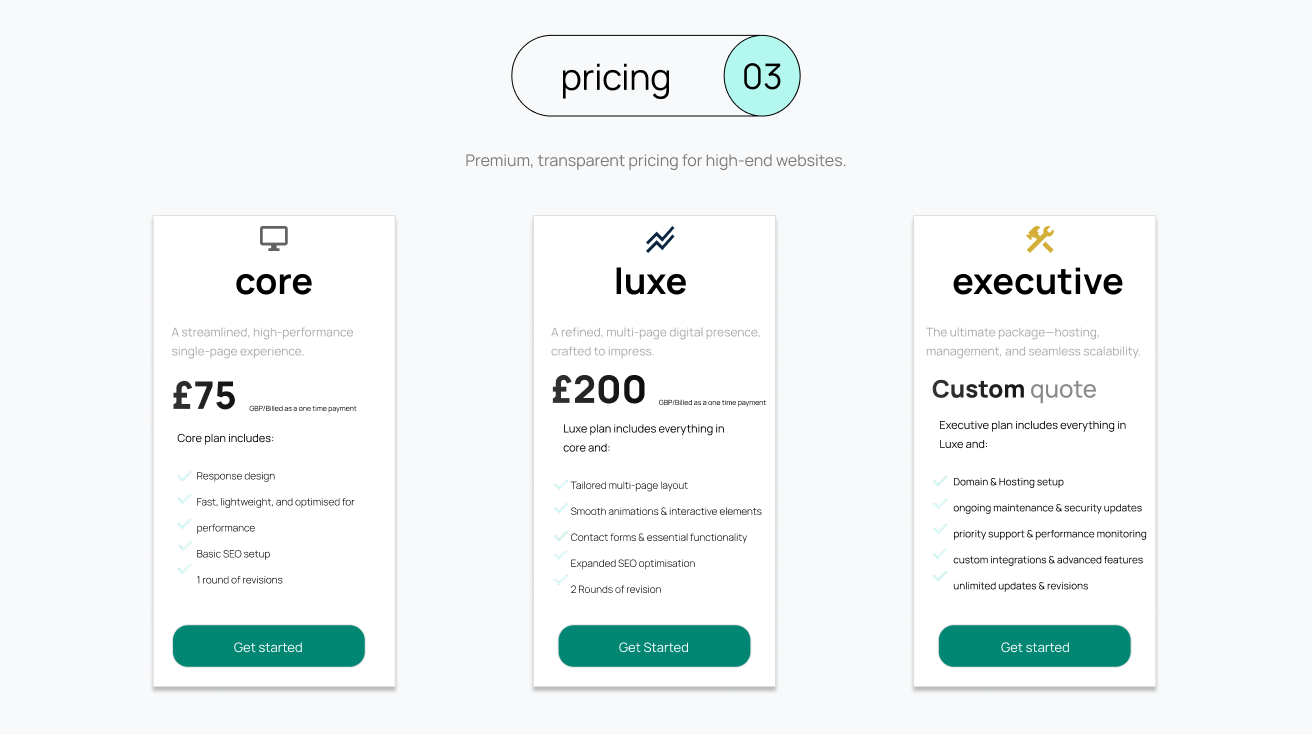 pricing 03
Premium, transparent pricing for high-end websites.
core
A streamlined, high-performance
single-page experience.
£75 GBP/Billed as a one time payment
Core plan includes:
Response design
Fast, lightweight, and optimised for
performance
Basic SEO setup
1 round of revisions
Get started
luxe
A refined, multi-page digital presence,
crafted to impress.
£200 GBP/Billed as a one time payment
Luxe plan includes everything in
core and:
Tailored multi-page layout
Smooth animations & interactive elements
Contact forms & essential functionality
Expanded SEO optimisation
2 Rounds of revision
Get Started
executive
The ultimate package—hosting,
management, and seamless scalability.
Custom quote
Executive plan includes everything in
Luxe and:
Domain & Hosting setup
ongoing maintenance & security updates
priority support & performance monitoring
custom integrations & advanced features
unlimited updates & revisions
Get started